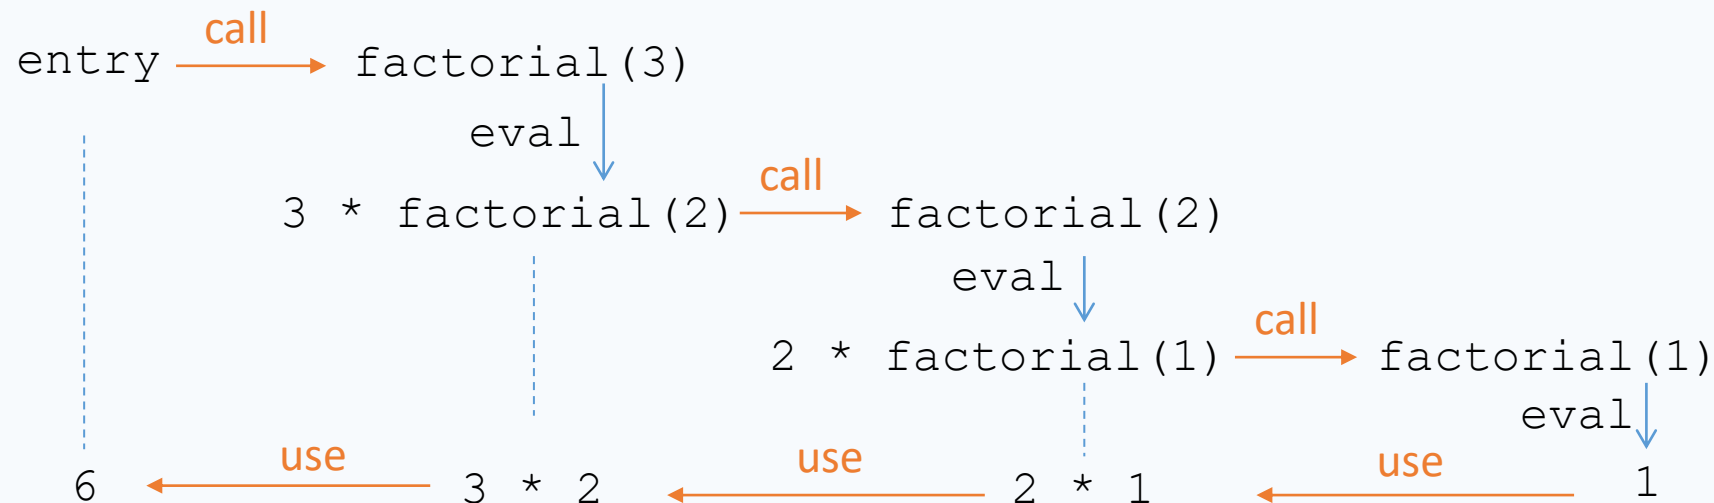 call
entry factorial(3)
eval
call
3 * factorial(2) factorial(2)
eval
call
2 * factorial(1) factorial(1)
eval
use use use
6 3 * 2 2 * 1 1